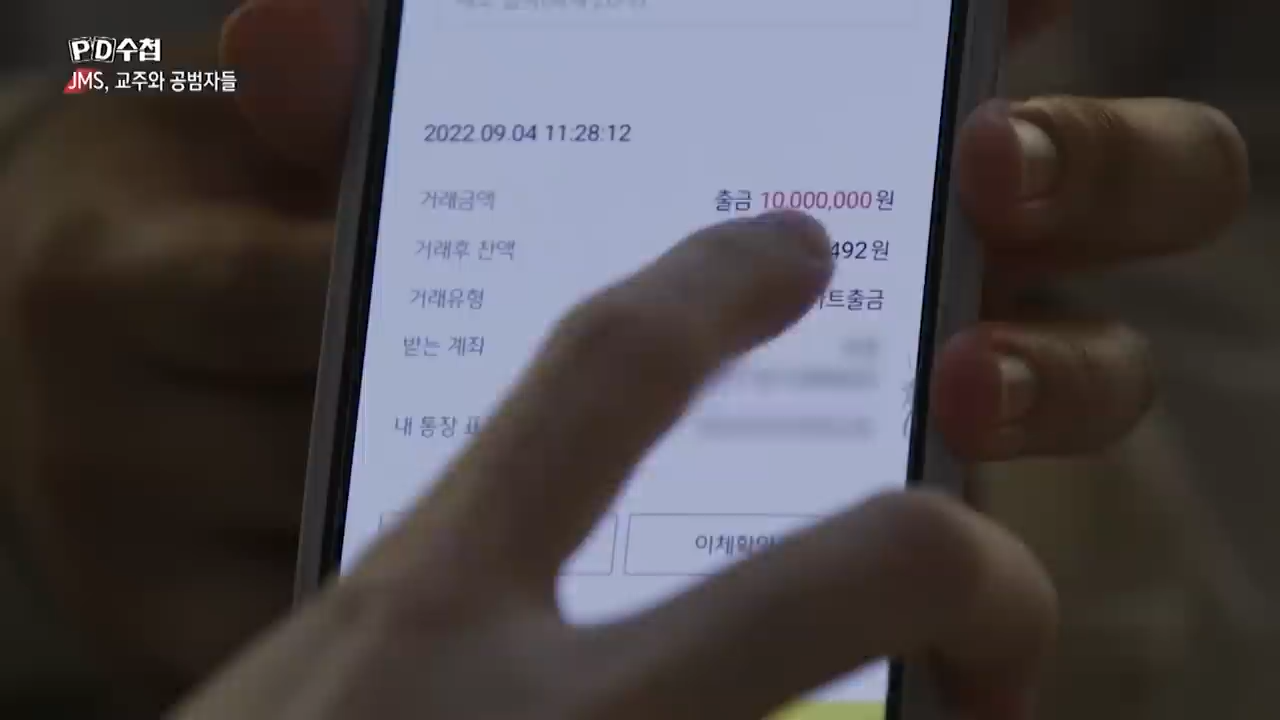 PD수첩
JMS, 교주와 공범자들
2022.09.04 11:28:12
거래금액 출금 10,000,000원
거래후 잔액 492원
거래유형 트출금
받는 계좌
내 통장
이체확인